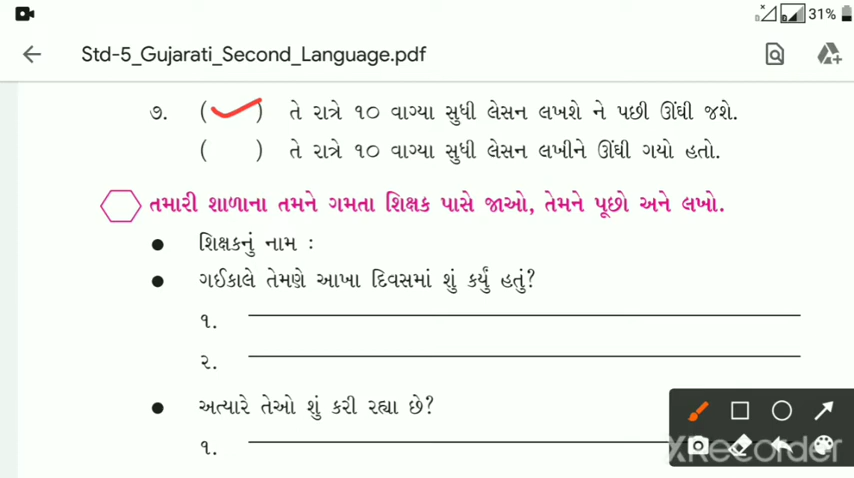 31%
Std-5_Gujarati_Second_Language.pdf
૭. ( ) તે રાત્રે ૧૦ વાગ્યા સુધી લેસન લખશે ને પછી ઊંઘી જશે.
( ) તે રાત્રે ૧૦ વાગ્યા સુધી લેસન લખીને ઊંઘી ગયો હતો.
તમારી શાળાના તમને ગમતા શિક્ષક પાસે જાઓ, તેમને પૂછો અને લખો.
● શિક્ષકનું નામ :
● ગઈકાલે તેમણે આખા દિવસમાં શું કર્યું હતું?
૧.
૨.
● અત્યારે તેઓ શું કરી રહ્યા છે?
૧.
XRecorder